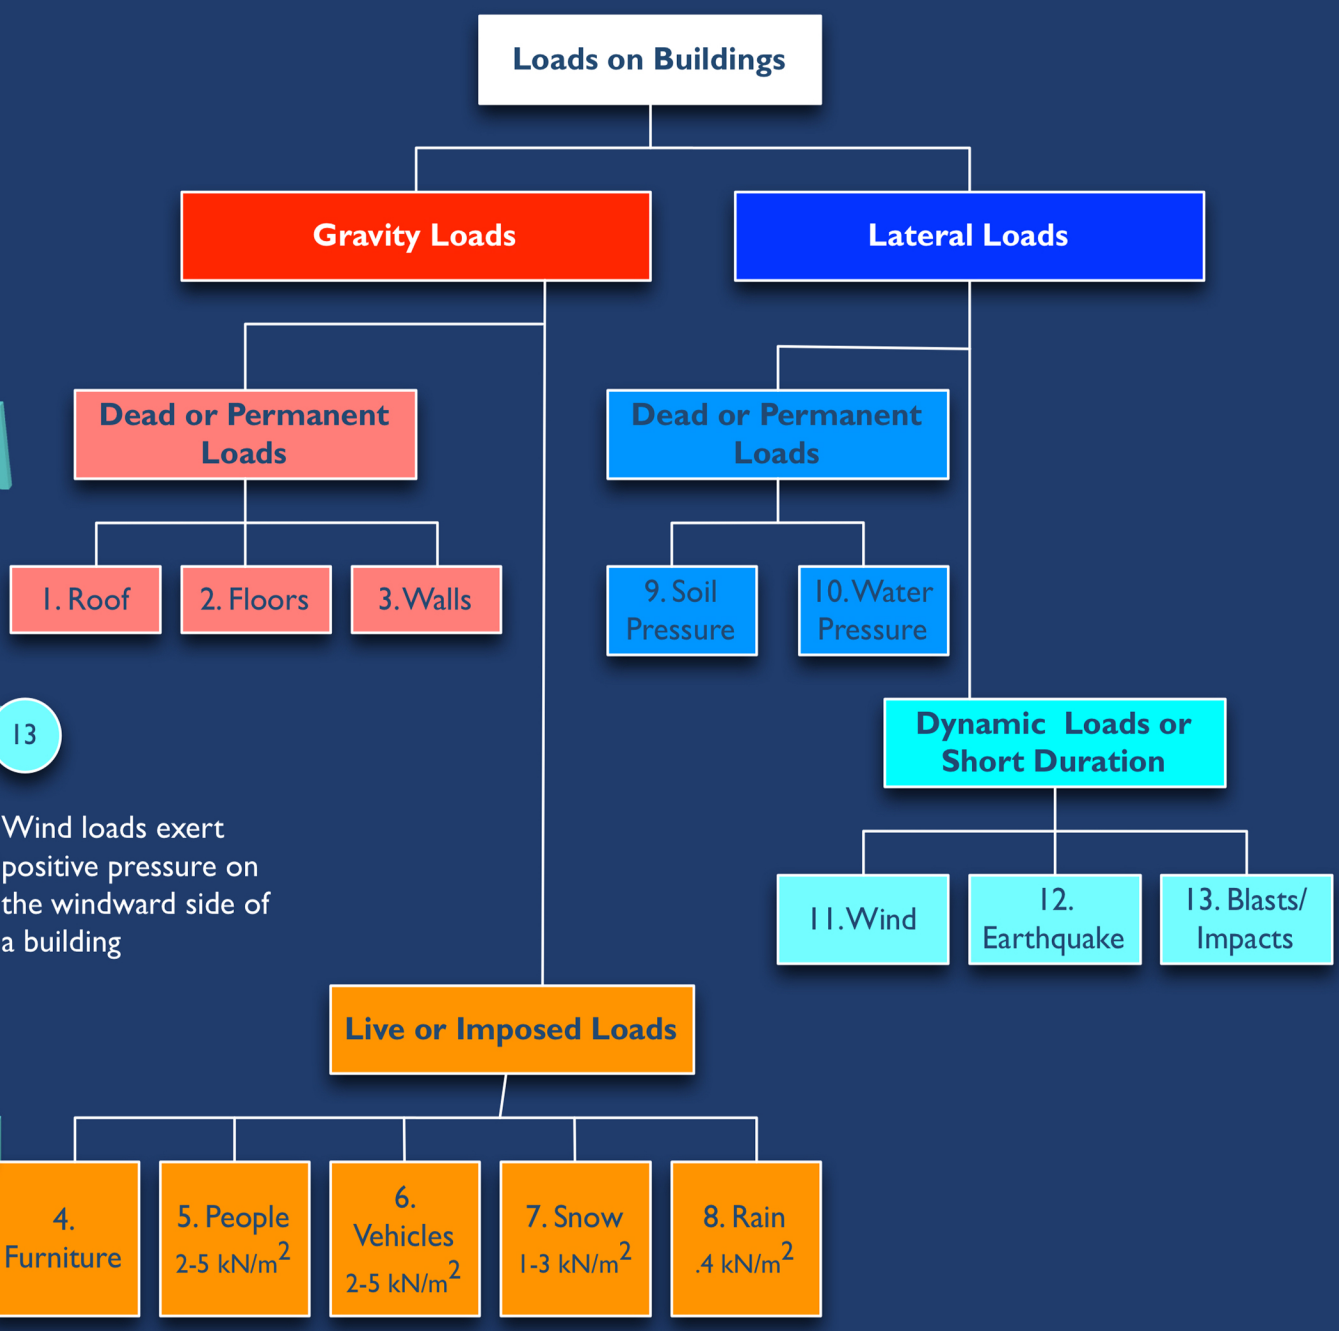 Loads on Buildings
Gravity Loads
Lateral Loads
Dead or Permanent
Loads
Dead or Permanent
Loads
1. Roof
2. Floors
3. Walls
9. Soil
Pressure
10. Water
Pressure
13
Dynamic Loads or
Short Duration
Wind loads exert
positive pressure on
the windward side of
a building
11. Wind
12.
Earthquake
13. Blasts/
Impacts
Live or Imposed Loads
4.
Furniture
5. People
2-5 kN/m²
6.
Vehicles
2-5 kN/m²
7. Snow
1-3 kN/m²
8. Rain
.4 kN/m²